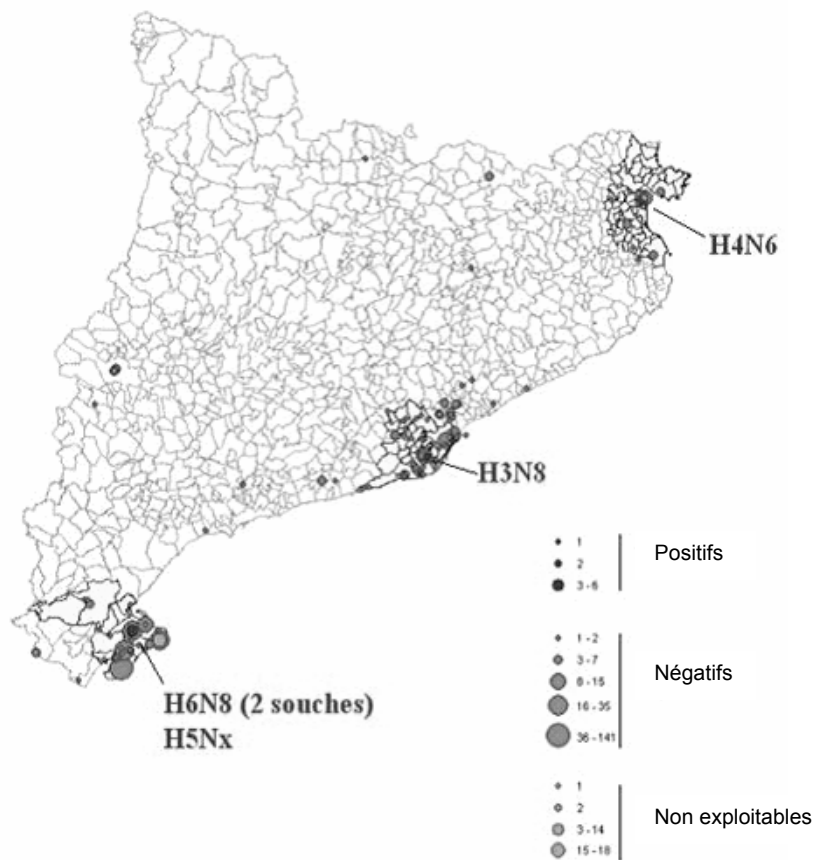 H4N6
H3N8
H6N8 (2 souches)
H5Nx
1
2
3 - 6
Positifs
1 - 2
3 - 7
8 - 15
16 - 35
36 - 141
Négatifs
1
2
3 - 14
15 - 18
Non exploitables